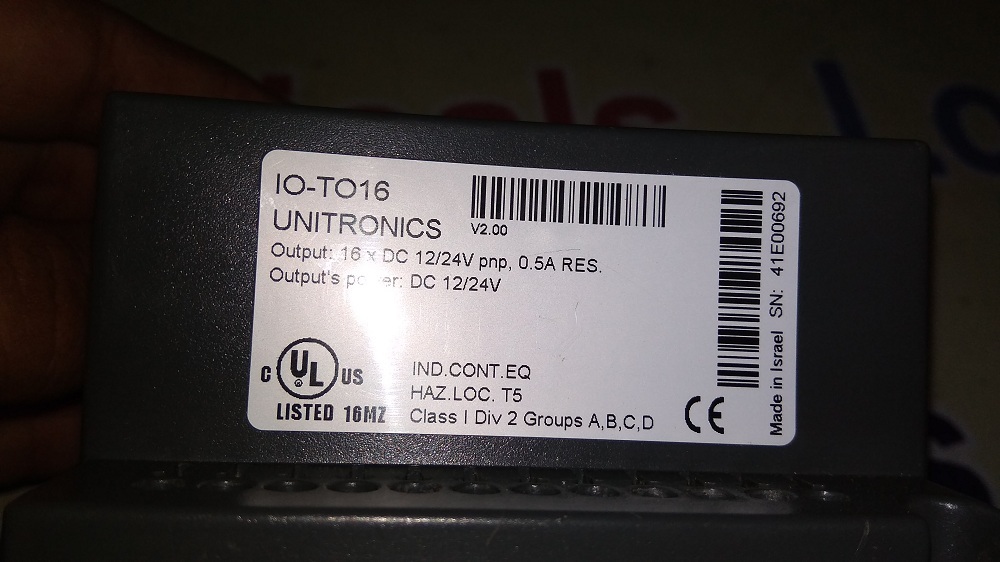 IO-TO16
UNITRONICS
V2.00
Output: 16 x DC 12/24V pnp, 0.5A RES.
Output's power: DC 12/24V
C UL US
LISTED 16MZ
IND.CONT.EQ
HAZ.LOC. T5
Class I Div 2 Groups A,B,C,D
CE
Made in Israel SN: 41E00692